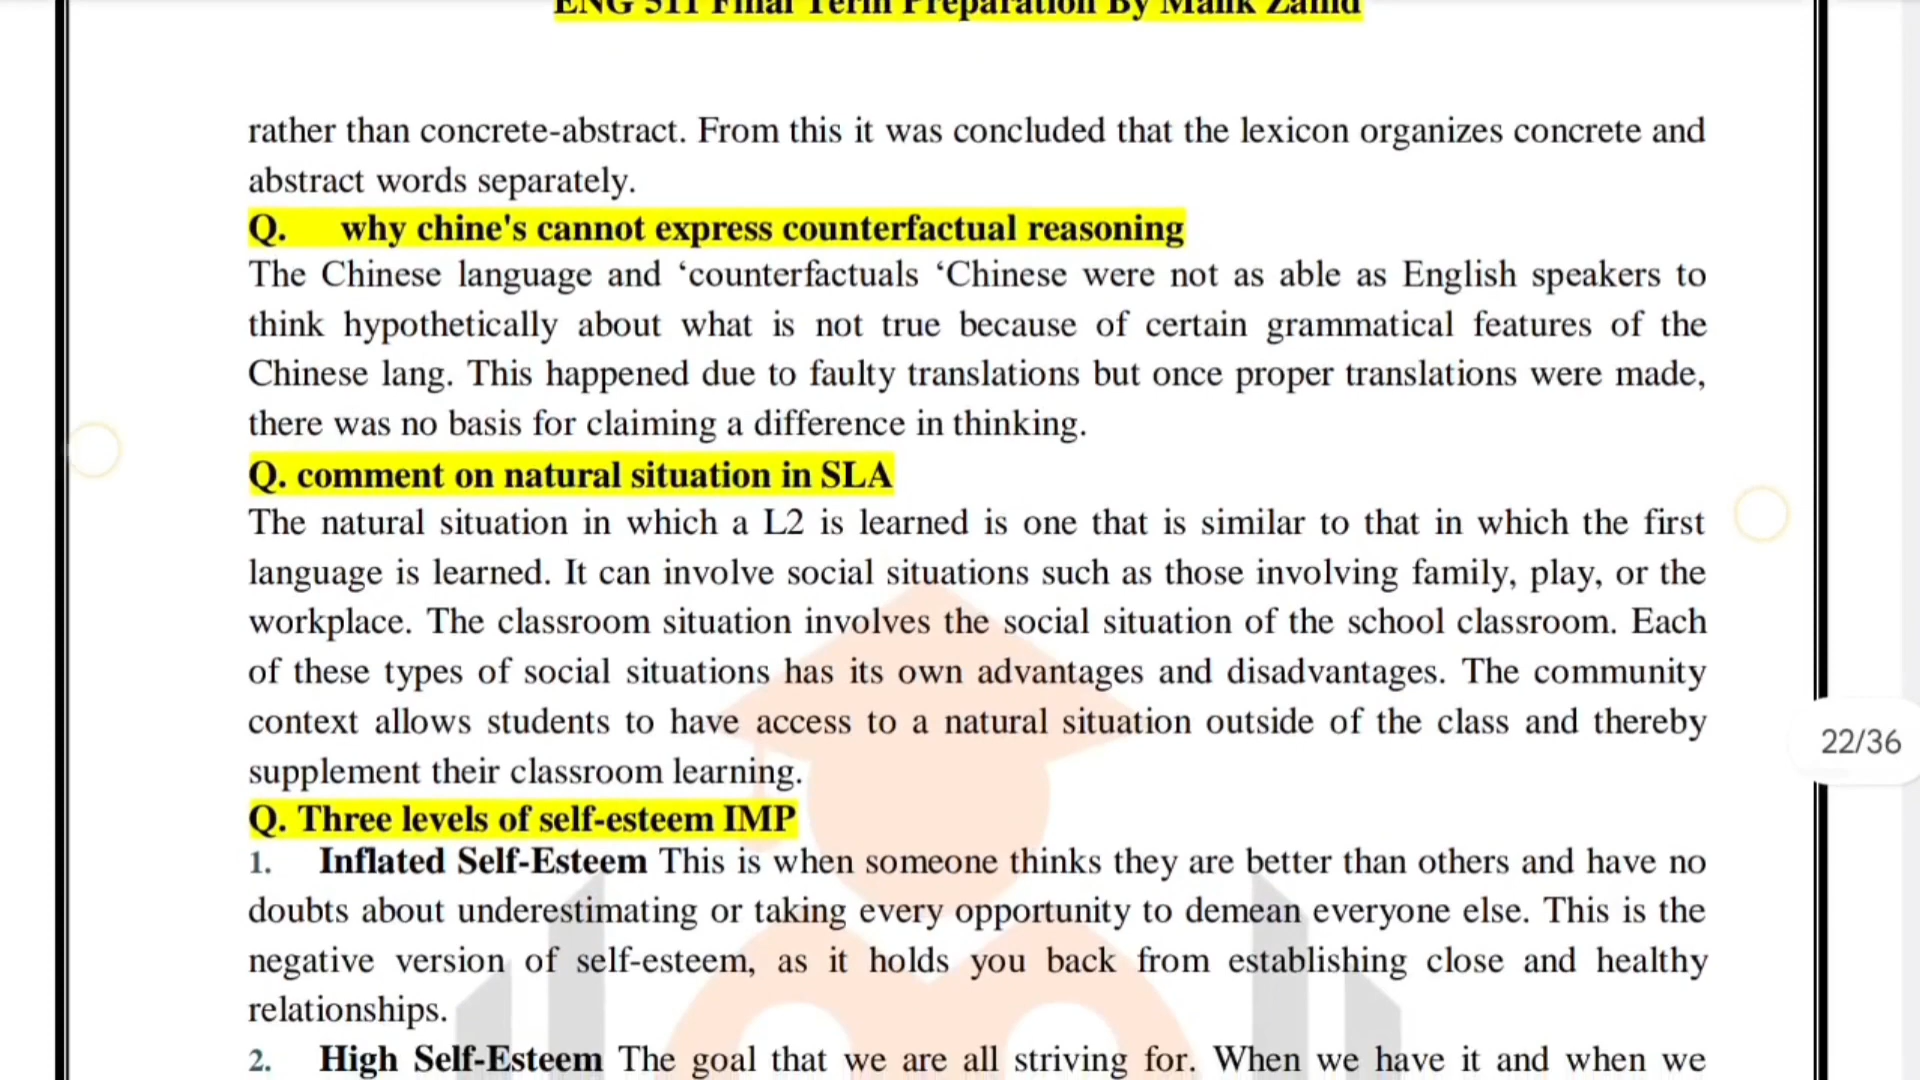 ENG 511 Final Term Preparation By Malik Zahid
rather than concrete-abstract. From this it was concluded that the lexicon organizes concrete and
abstract words separately.
Q. why chine's cannot express counterfactual reasoning
The Chinese language and ‘counterfactuals ‘Chinese were not as able as English speakers to
think hypothetically about what is not true because of certain grammatical features of the
Chinese lang. This happened due to faulty translations but once proper translations were made,
there was no basis for claiming a difference in thinking.
Q. comment on natural situation in SLA
The natural situation in which a L2 is learned is one that is similar to that in which the first
language is learned. It can involve social situations such as those involving family, play, or the
workplace. The classroom situation involves the social situation of the school classroom. Each
of these types of social situations has its own advantages and disadvantages. The community
context allows students to have access to a natural situation outside of the class and thereby
supplement their classroom learning.
22/36
Q. Three levels of self-esteem IMP
1. Inflated Self-Esteem This is when someone thinks they are better than others and have no
doubts about underestimating or taking every opportunity to demean everyone else. This is the
negative version of self-esteem, as it holds you back from establishing close and healthy
relationships.
2. High Self-Esteem The goal that we are all striving for. When we have it and when we